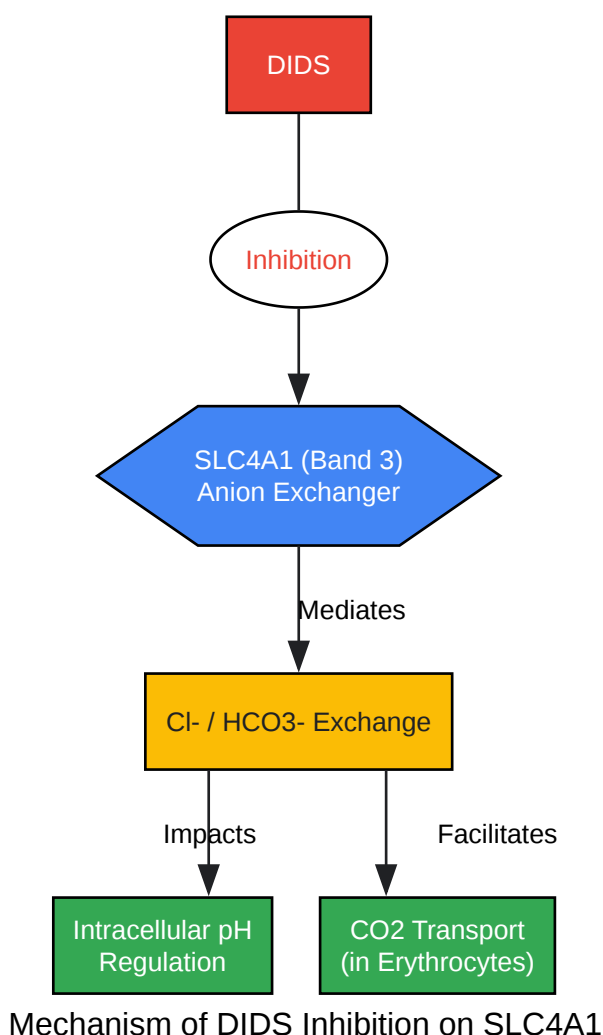 DIDS
Inhibition
SLC4A1 (Band 3)
Anion Exchanger
Mediates
Cl- / HCO3- Exchange
Impacts
Facilitates
Intracellular pH
Regulation
CO2 Transport
(in Erythrocytes)
Mechanism of DIDS Inhibition on SLC4A1